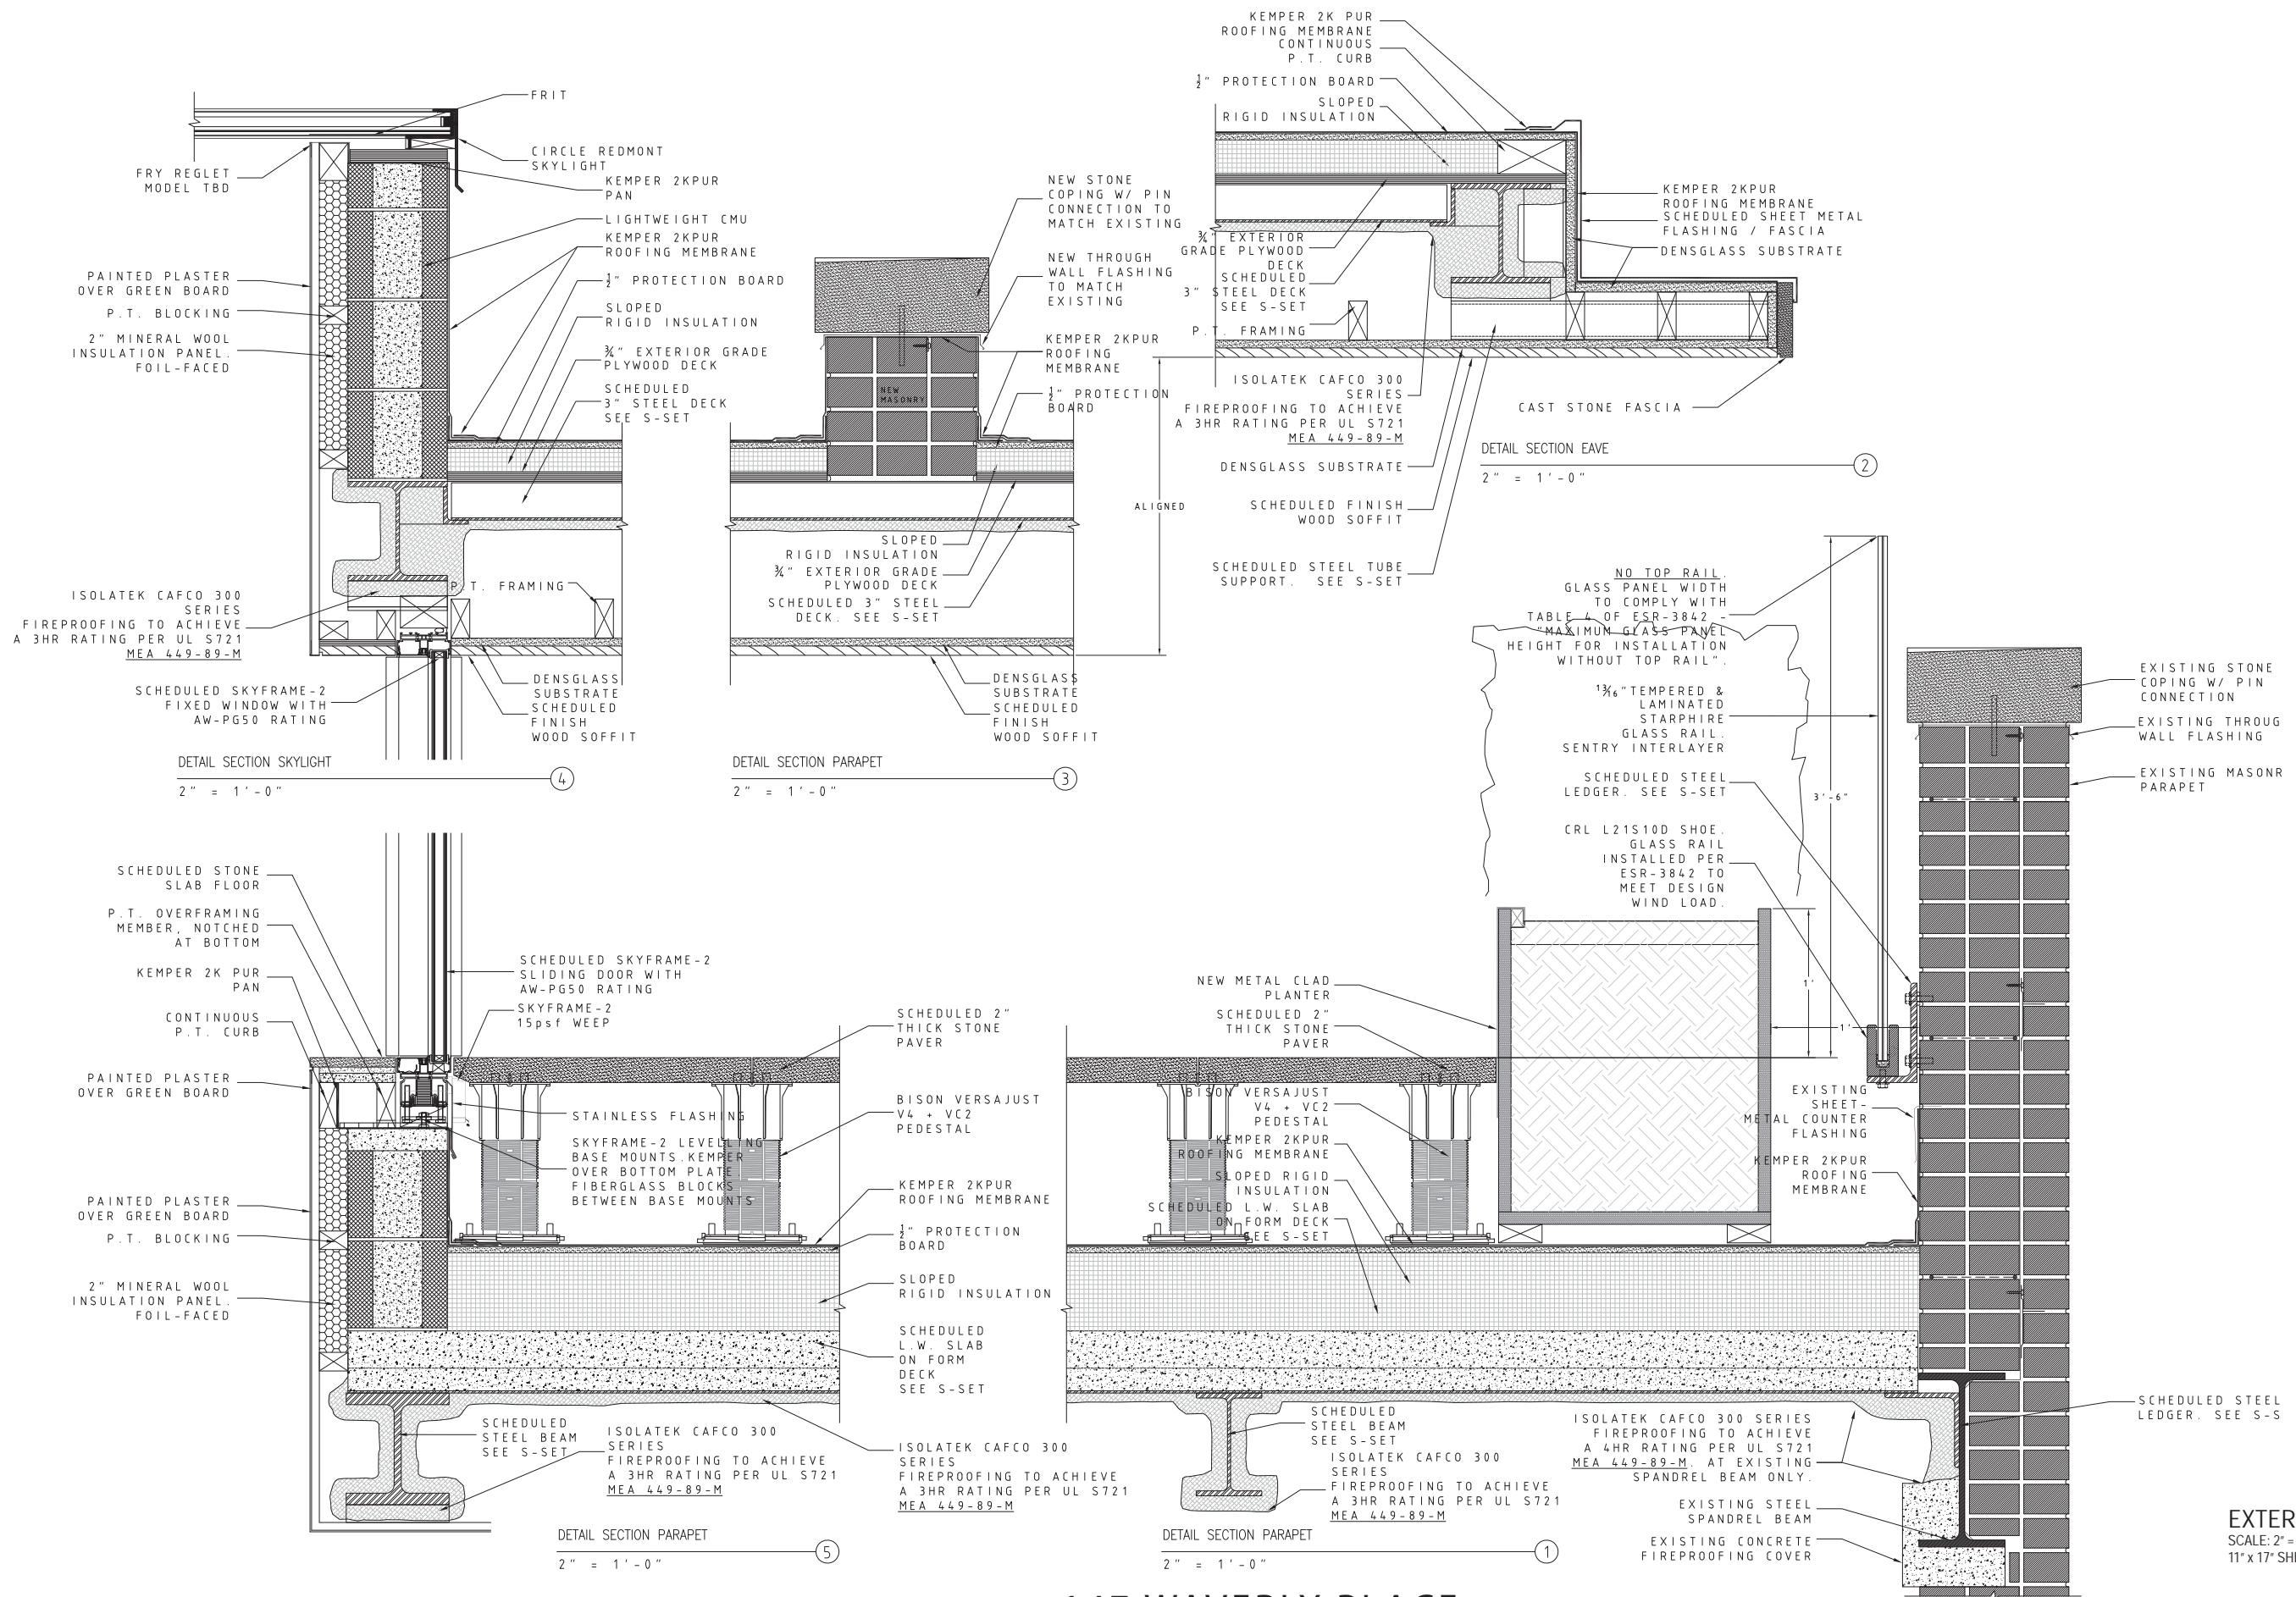 FRIT
CIRCLE REDMONT
SKYLIGHT
FRY REGLET
MODEL TBD
KEMPER 2KPUR
PAN
LIGHTWEIGHT CMU
KEMPER 2KPUR
ROOFING MEMBRANE
PAINTED PLASTER
OVER GREEN BOARD
½" PROTECTION BOARD
P.T. BLOCKING
SLOPED
RIGID INSULATION
2" MINERAL WOOL
INSULATION PANEL.
FOIL-FACED
¾" EXTERIOR GRADE
PLYWOOD DECK
SCHEDULED
3" STEEL DECK
SEE S-SET
P.T. FRAMING
ISOLATEK CAFCO 300
SERIES
FIREPROOFING TO ACHIEVE
A 3HR RATING PER UL S721
MEA 449-89-M
SCHEDULED SKYFRAME-2
FIXED WINDOW WITH
AW-PG50 RATING
DENSGLASS
SUBSTRATE
SCHEDULED
FINISH
WOOD SOFFIT
DETAIL SECTION SKYLIGHT
4
2" = 1'-0"
NEW STONE
COPING W/ PIN
CONNECTION TO
MATCH EXISTING
NEW THROUGH
WALL FLASHING
TO MATCH
EXISTING
KEMPER 2KPUR
ROOFING
MEMBRANE
NEW
MASONRY
½" PROTECTION
BOARD
ALIGNED
SLOPED
RIGID INSULATION
¾" EXTERIOR GRADE
PLYWOOD DECK
SCHEDULED 3" STEEL
DECK. SEE S-SET
DENSGLASS
SUBSTRATE
SCHEDULED
FINISH
WOOD SOFFIT
DETAIL SECTION PARAPET
3
2" = 1'-0"
KEMPER 2K PUR
ROOFING MEMBRANE
CONTINUOUS
P.T. CURB
½" PROTECTION BOARD
SLOPED
RIGID INSULATION
KEMPER 2KPUR
ROOFING MEMBRANE
SCHEDULED SHEET METAL
FLASHING / FASCIA
DENSGLASS SUBSTRATE
¾" EXTERIOR
GRADE PLYWOOD
DECK
SCHEDULED
3" STEEL DECK
SEE S-SET
P.T. FRAMING
ISOLATEK CAFCO 300
SERIES
FIREPROOFING TO ACHIEVE
A 3HR RATING PER UL S721
MEA 449-89-M
CAST STONE FASCIA
DENSGLASS SUBSTRATE
SCHEDULED FINISH
WOOD SOFFIT
SCHEDULED STEEL TUBE
SUPPORT. SEE S-SET
DETAIL SECTION EAVE
2
2" = 1'-0"
NO TOP RAIL.
GLASS PANEL WIDTH
TO COMPLY WITH
TABLE 4 OF ESR-3842 -
"MAXIMUM GLASS PANEL
HEIGHT FOR INSTALLATION
WITHOUT TOP RAIL".
13⁄16" TEMPERED &
LAMINATED
STARPHIRE
GLASS RAIL.
SENTRY INTERLAYER
SCHEDULED STEEL
LEDGER. SEE S-SET
3'-6"
CRL L21S10D SHOE.
GLASS RAIL
INSTALLED PER
ESR-3842 TO
MEET DESIGN
WIND LOAD.
EXISTING STONE
COPING W/ PIN
CONNECTION
EXISTING THROUG
WALL FLASHING
EXISTING MASONR
PARAPET
SCHEDULED STONE
SLAB FLOOR
P.T. OVERFRAMING
MEMBER, NOTCHED
AT BOTTOM
KEMPER 2K PUR
PAN
CONTINUOUS
P.T. CURB
PAINTED PLASTER
OVER GREEN BOARD
PAINTED PLASTER
OVER GREEN BOARD
P.T. BLOCKING
2" MINERAL WOOL
INSULATION PANEL.
FOIL-FACED
SCHEDULED SKYFRAME-2
SLIDING DOOR WITH
AW-PG50 RATING
SKYFRAME-2
15psf WEEP
STAINLESS FLASHING
SKYFRAME-2 LEVELLING
BASE MOUNTS.KEMPER
OVER BOTTOM PLATE
FIBERGLASS BLOCKS
BETWEEN BASE MOUNTS
SCHEDULED 2"
THICK STONE
PAVER
BISON VERSAJUST
V4 + VC2
PEDESTAL
KEMPER 2KPUR
ROOFING MEMBRANE
½" PROTECTION
BOARD
SLOPED
RIGID INSULATION
SCHEDULED
L.W. SLAB
ON FORM
DECK
SEE S-SET
SCHEDULED
STEEL BEAM
SEE S-SET
ISOLATEK CAFCO 300
SERIES
FIREPROOFING TO ACHIEVE
A 3HR RATING PER UL S721
MEA 449-89-M
ISOLATEK CAFCO 300
SERIES
FIREPROOFING TO ACHIEVE
A 3HR RATING PER UL S721
MEA 449-89-M
DETAIL SECTION PARAPET
5
2" = 1'-0"
NEW METAL CLAD
PLANTER
SCHEDULED 2"
THICK STONE
PAVER
BISON VERSAJUST
V4 + VC2
PEDESTAL
KEMPER 2KPUR
ROOFING MEMBRANE
SLOPED RIGID
INSULATION
SCHEDULED L.W. SLAB
ON FORM DECK
SEE S-SET
1'
1'
EXISTING
SHEET-
METAL COUNTER
FLASHING
KEMPER 2KPUR
ROOFING
MEMBRANE
SCHEDULED
STEEL BEAM
SEE S-SET
ISOLATEK CAFCO 300
SERIES
FIREPROOFING TO ACHIEVE
A 3HR RATING PER UL S721
MEA 449-89-M
ISOLATEK CAFCO 300 SERIES
FIREPROOFING TO ACHIEVE
A 4HR RATING PER UL S721
MEA 449-89-M. AT EXISTING
SPANDREL BEAM ONLY.
EXISTING STEEL
SPANDREL BEAM
EXISTING CONCRETE
FIREPROOFING COVER
SCHEDULED STEEL
LEDGER. SEE S-S
DETAIL SECTION PARAPET
1
2" = 1'-0"
EXTER
SCALE: 2" =
11" x 17" SH
WAVERLY PLACE